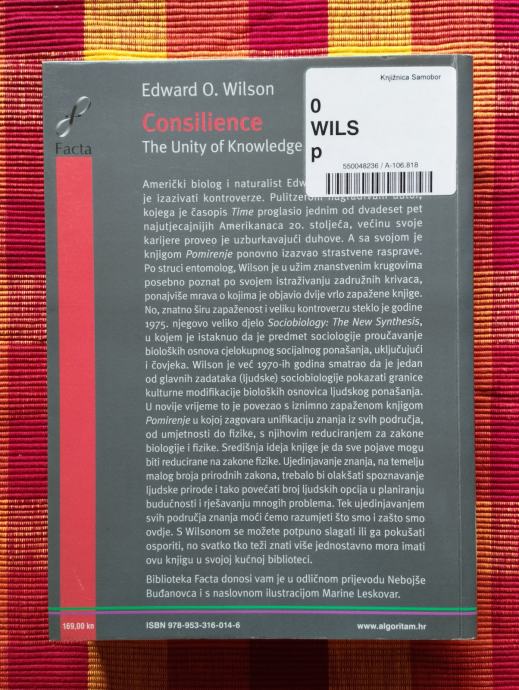 Edward O. Wilson
Consilience
The Unity of Knowledge
Facta
Knjižnica Samobor
0
WILS
p
550048236 / A-106.818
Američki biolog i naturalist Edw
je izazivati kontroverze. Pulitzerom nagrađivani autor,
kojega je časopis Time proglasio jednim od dvadeset pet
najutjecajnijih Amerikanaca 20. stoljeća, većinu svoje
karijere proveo je uzburkavajući duhove. A sa svojom je
knjigom Pomirenje ponovno izazvao strastvene rasprave.
Po struci entomolog, Wilson je u užim znanstvenim krugovima
posebno poznat po svojem istraživanju zadružnih krivaca,
ponajviše mrava o kojima je objavio dvije vrlo zapažene knjige.
No, znatno širu zapaženost i veliku kontroverzu steklo je godine
1975. njegovo veliko djelo Sociobiology: The New Synthesis,
u kojem je istaknuo da je predmet sociologije proučavanje
bioloških osnova cjelokupnog socijalnog ponašanja, uključujući
i čovjeka. Wilson je već 1970-ih godina smatrao da je jedan
od glavnih zadataka (ljudske) sociobiologije pokazati granice
kulturne modifikacije bioloških osnovica ljudskog ponašanja.
U novije vrijeme to je povezao s iznimno zapaženom knjigom
Pomirenje u kojoj zagovara unifikaciju znanja iz svih područja,
od umjetnosti do fizike, s njihovim reduciranjem za zakone
biologije i fizike. Središnja ideja knjige je da sve pojave mogu
biti reducirane na zakone fizike. Ujedinjavanje znanja, na temelju
malog broja prirodnih zakona, trebalo bi olakšati spoznavanje
ljudske prirode i tako povećati broj ljudskih opcija u planiranju
budućnosti i rješavanju mnogih problema. Tek ujedinjavanjem
svih područja znanja moći ćemo razumjeti što smo i zašto smo
ovdje. S Wilsonom se možete potpuno slagati ili ga pokušati
osporiti, no svatko tko teži znati više jednostavno mora imati
ovu knjigu u svojoj kućnoj biblioteci.
Biblioteka Facta donosi vam je u odličnom prijevodu Nebojše
Buđanovca i s naslovnom ilustracijom Marine Leskovar.
169,00 kn
ISBN 978-953-316-014-6
www.algoritam.hr